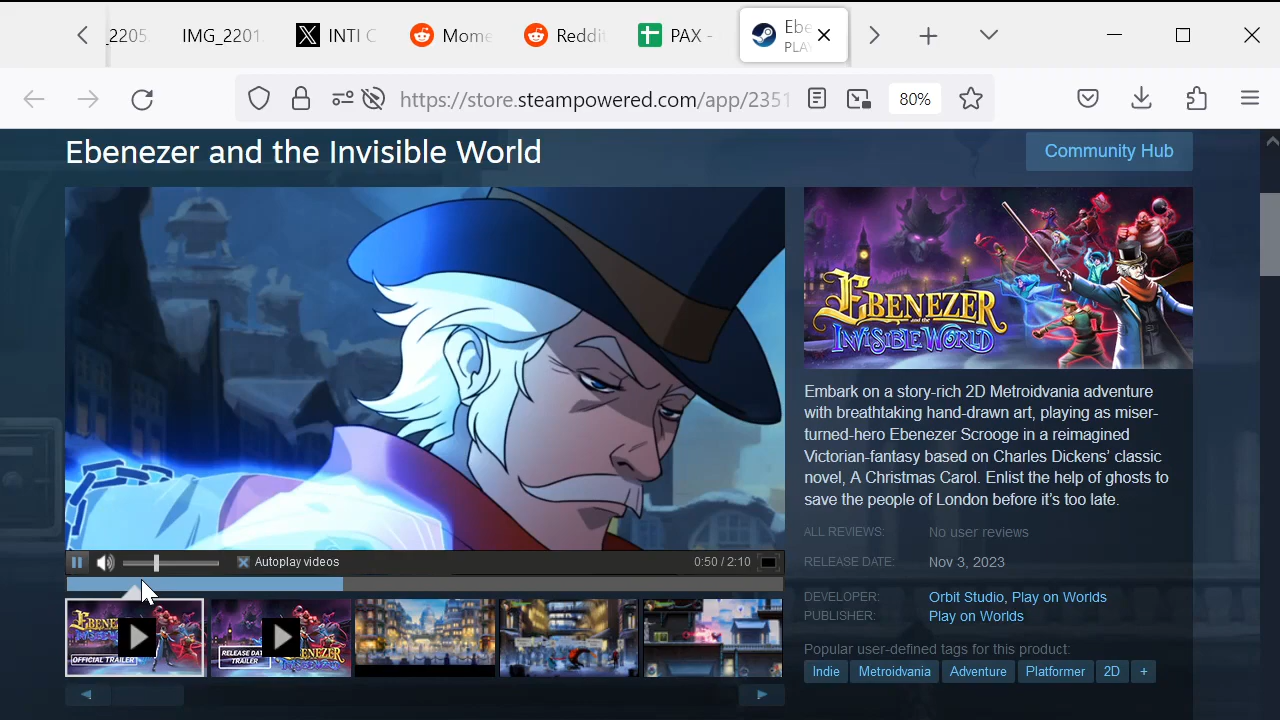 _2205
IMG_2201
INTI C
Mome
Reddit
PAX -
Ebe
PLAY
https://store.steampowered.com/app/2351
80%
Ebenezer and the Invisible World
Community Hub
EBENEZER
and the
INVISIBLE WORLD
Embark on a story-rich 2D Metroidvania adventure
with breathtaking hand-drawn art, playing as miser-
turned-hero Ebenezer Scrooge in a reimagined
Victorian-fantasy based on Charles Dickens' classic
novel, A Christmas Carol. Enlist the help of ghosts to
save the people of London before it's too late.
ALL REVIEWS: No user reviews
RELEASE DATE: Nov 3, 2023
DEVELOPER: Orbit Studio, Play on Worlds
PUBLISHER: Play on Worlds
Popular user-defined tags for this product:
Indie Metroidvania Adventure Platformer 2D +
Autoplay videos
0:50 / 2:10
OFFICIAL TRAILER
RELEASE DATE
TRAILER
EBENEZER